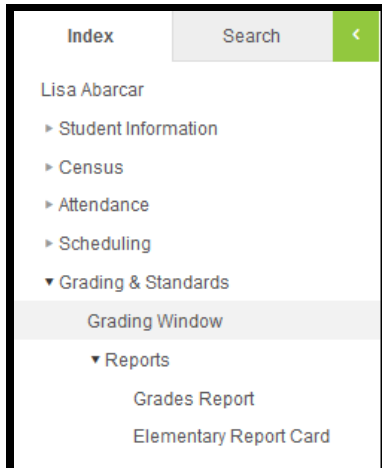 Index Search
Lisa Abarcar
Student Information
Census
Attendance
Scheduling
Grading & Standards
Grading Window
Reports
Grades Report
Elementary Report Card